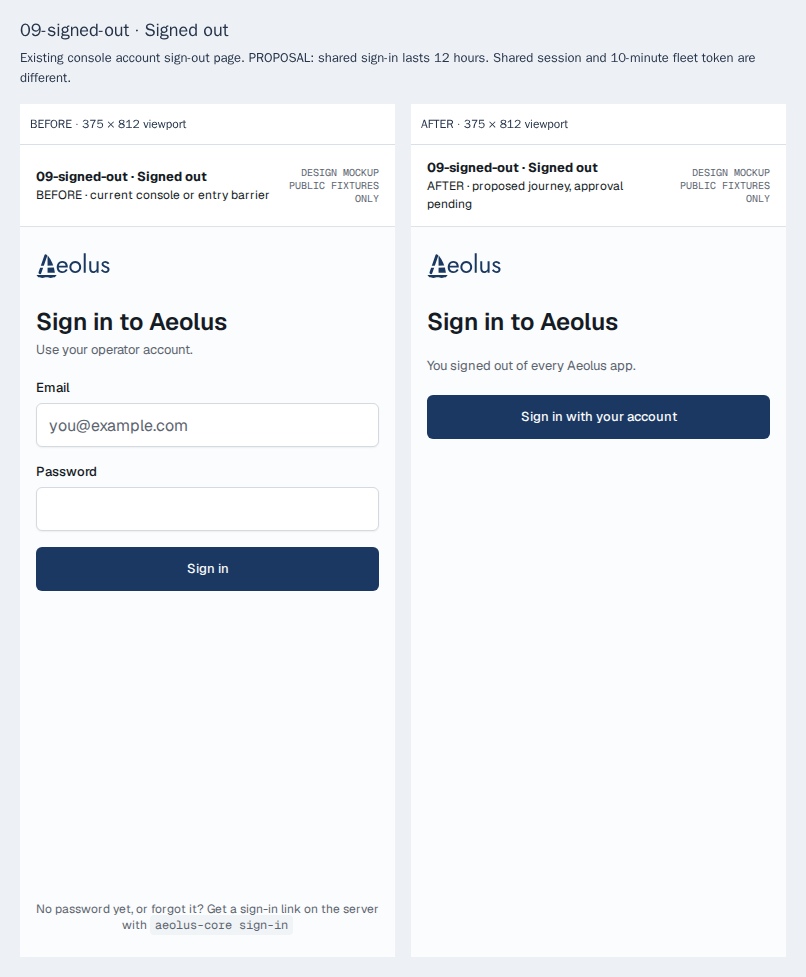 09-signed-out · Signed out
Existing console account sign-out page. PROPOSAL: shared sign-in lasts 12 hours. Shared session and 10-minute fleet token are
different.
BEFORE · 375 × 812 viewport
09-signed-out · Signed out
BEFORE · current console or entry barrier
DESIGN MOCKUP
PUBLIC FIXTURES
ONLY
Aeolus
Sign in to Aeolus
Use your operator account.
Email
you@example.com
Password
Sign in
No password yet, or forgot it? Get a sign-in link on the server
with aeolus-core sign-in
AFTER · 375 × 812 viewport
09-signed-out · Signed out
AFTER · proposed journey, approval
pending
DESIGN MOCKUP
PUBLIC FIXTURES
ONLY
Aeolus
Sign in to Aeolus
You signed out of every Aeolus app.
Sign in with your account